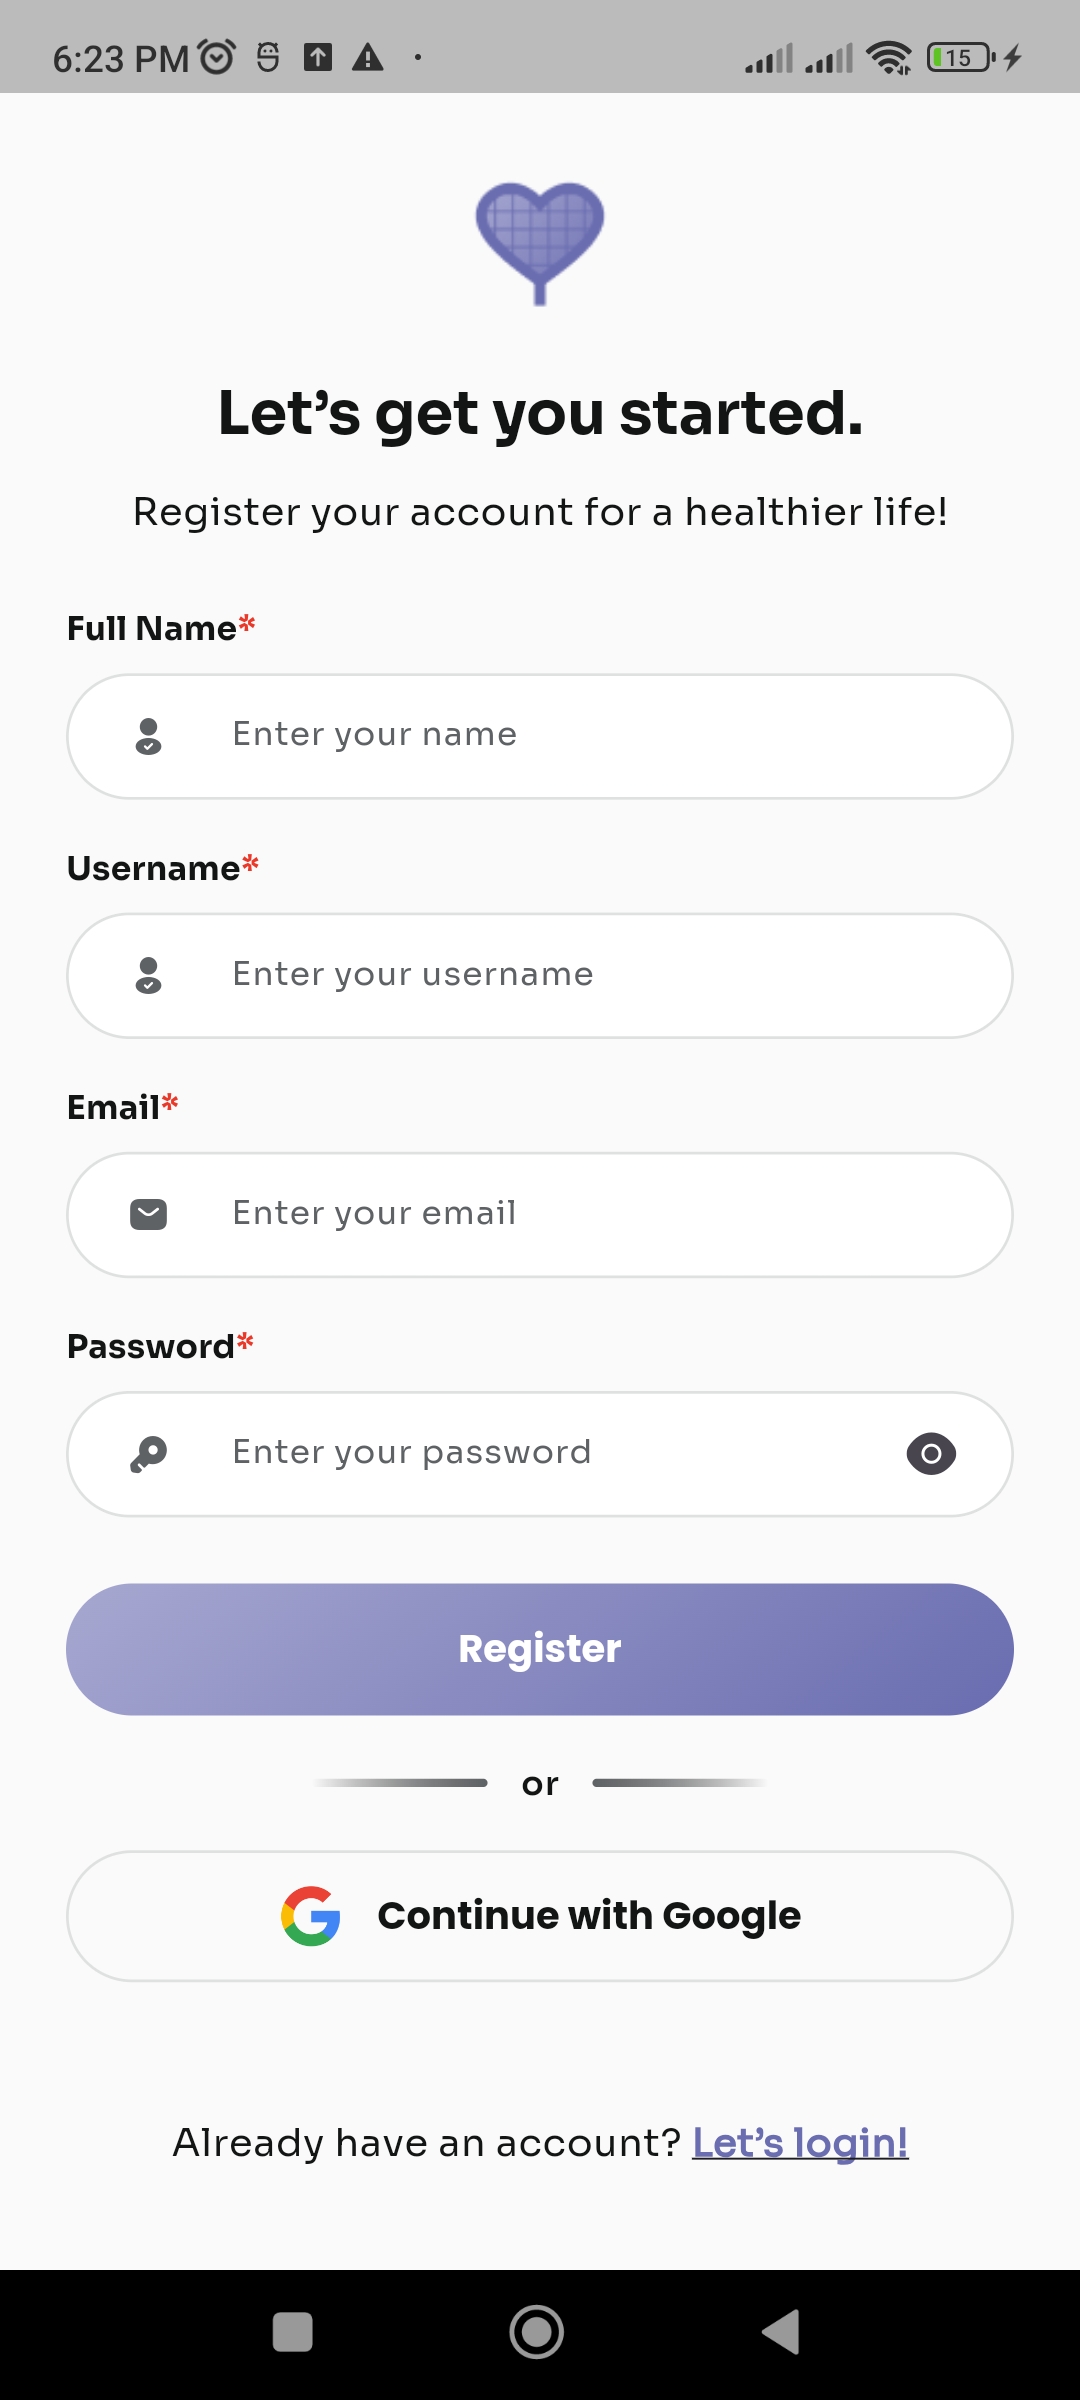 6:23 PM
15
Let’s get you started.
Register your account for a healthier life!
Full Name*
Enter your name
Username*
Enter your username
Email*
Enter your email
Password*
Enter your password
Register
or
Continue with Google
Already have an account? Let’s login!